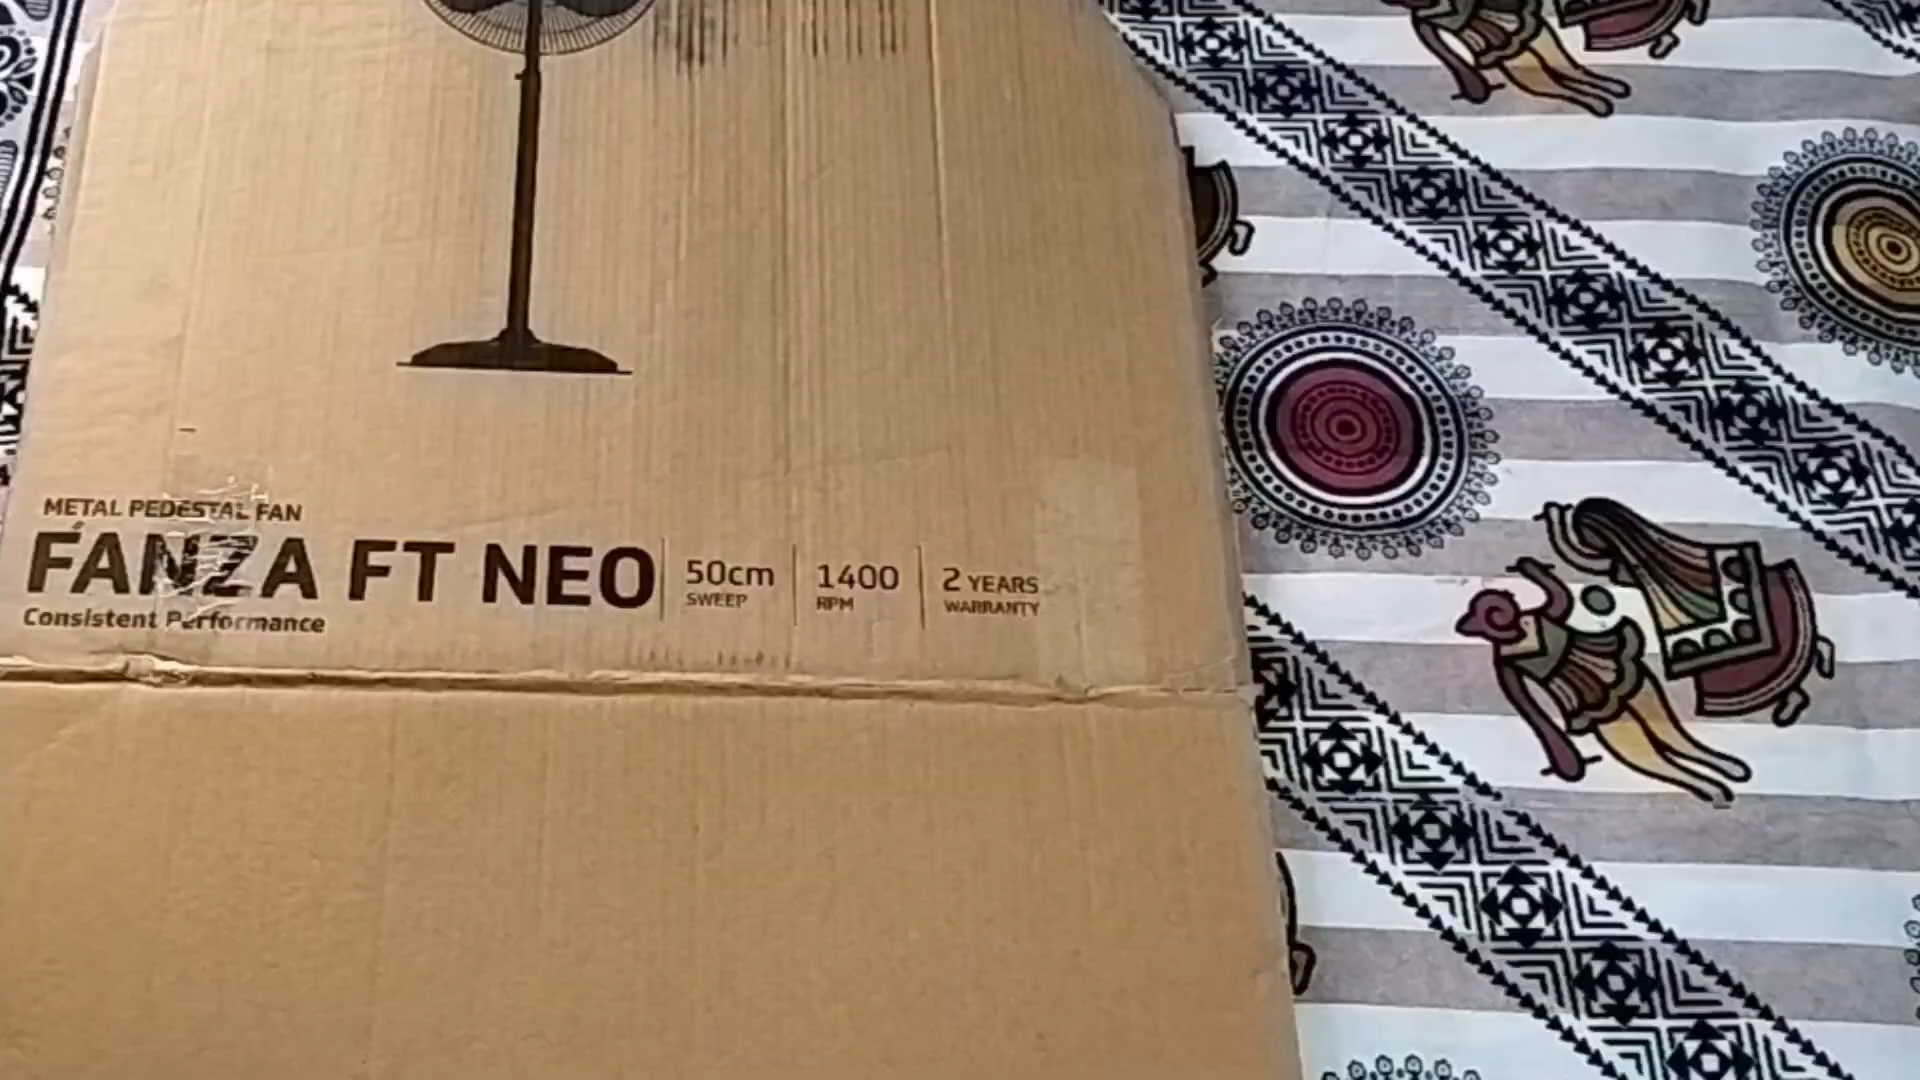 METAL PEDESTAL FAN
FANZA FT NEO
Consistent Performance
50cm
SWEEP
1400
RPM
2 YEARS
WARRANTY